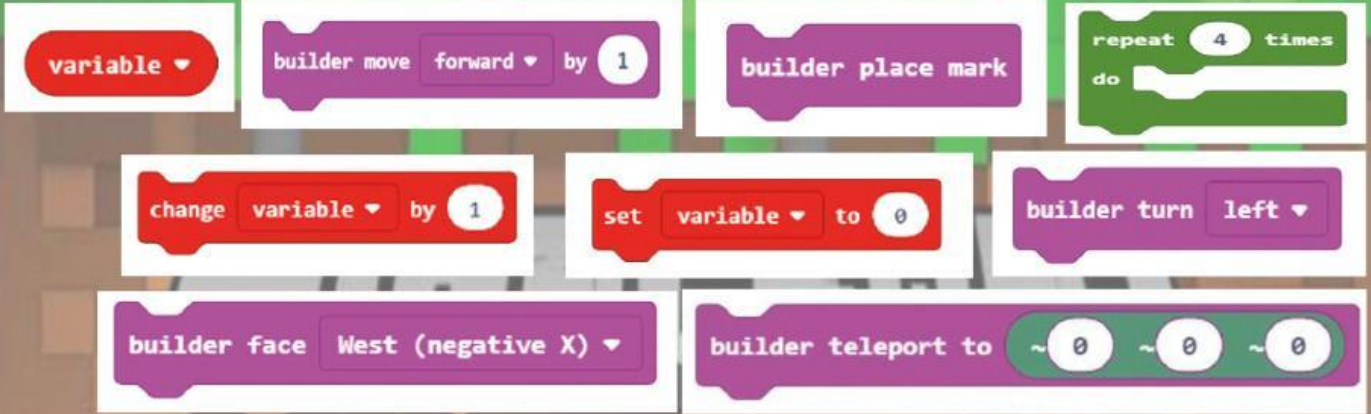 variable
builder move forward by 1
builder place mark
repeat 4 times
do
change variable by 1
set variable to 0
builder turn left
builder face West (negative X)
builder teleport to ~0 ~0 ~0